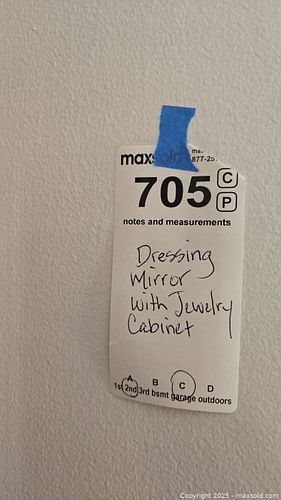 maxsold
877-25
705 C
P
notes and measurements
Dressing
Mirror
With Jewelry
Cabinet
A B C D
1st 2nd 3rd bsmt garage outdoors
Copyright 2025 - maxsold.com